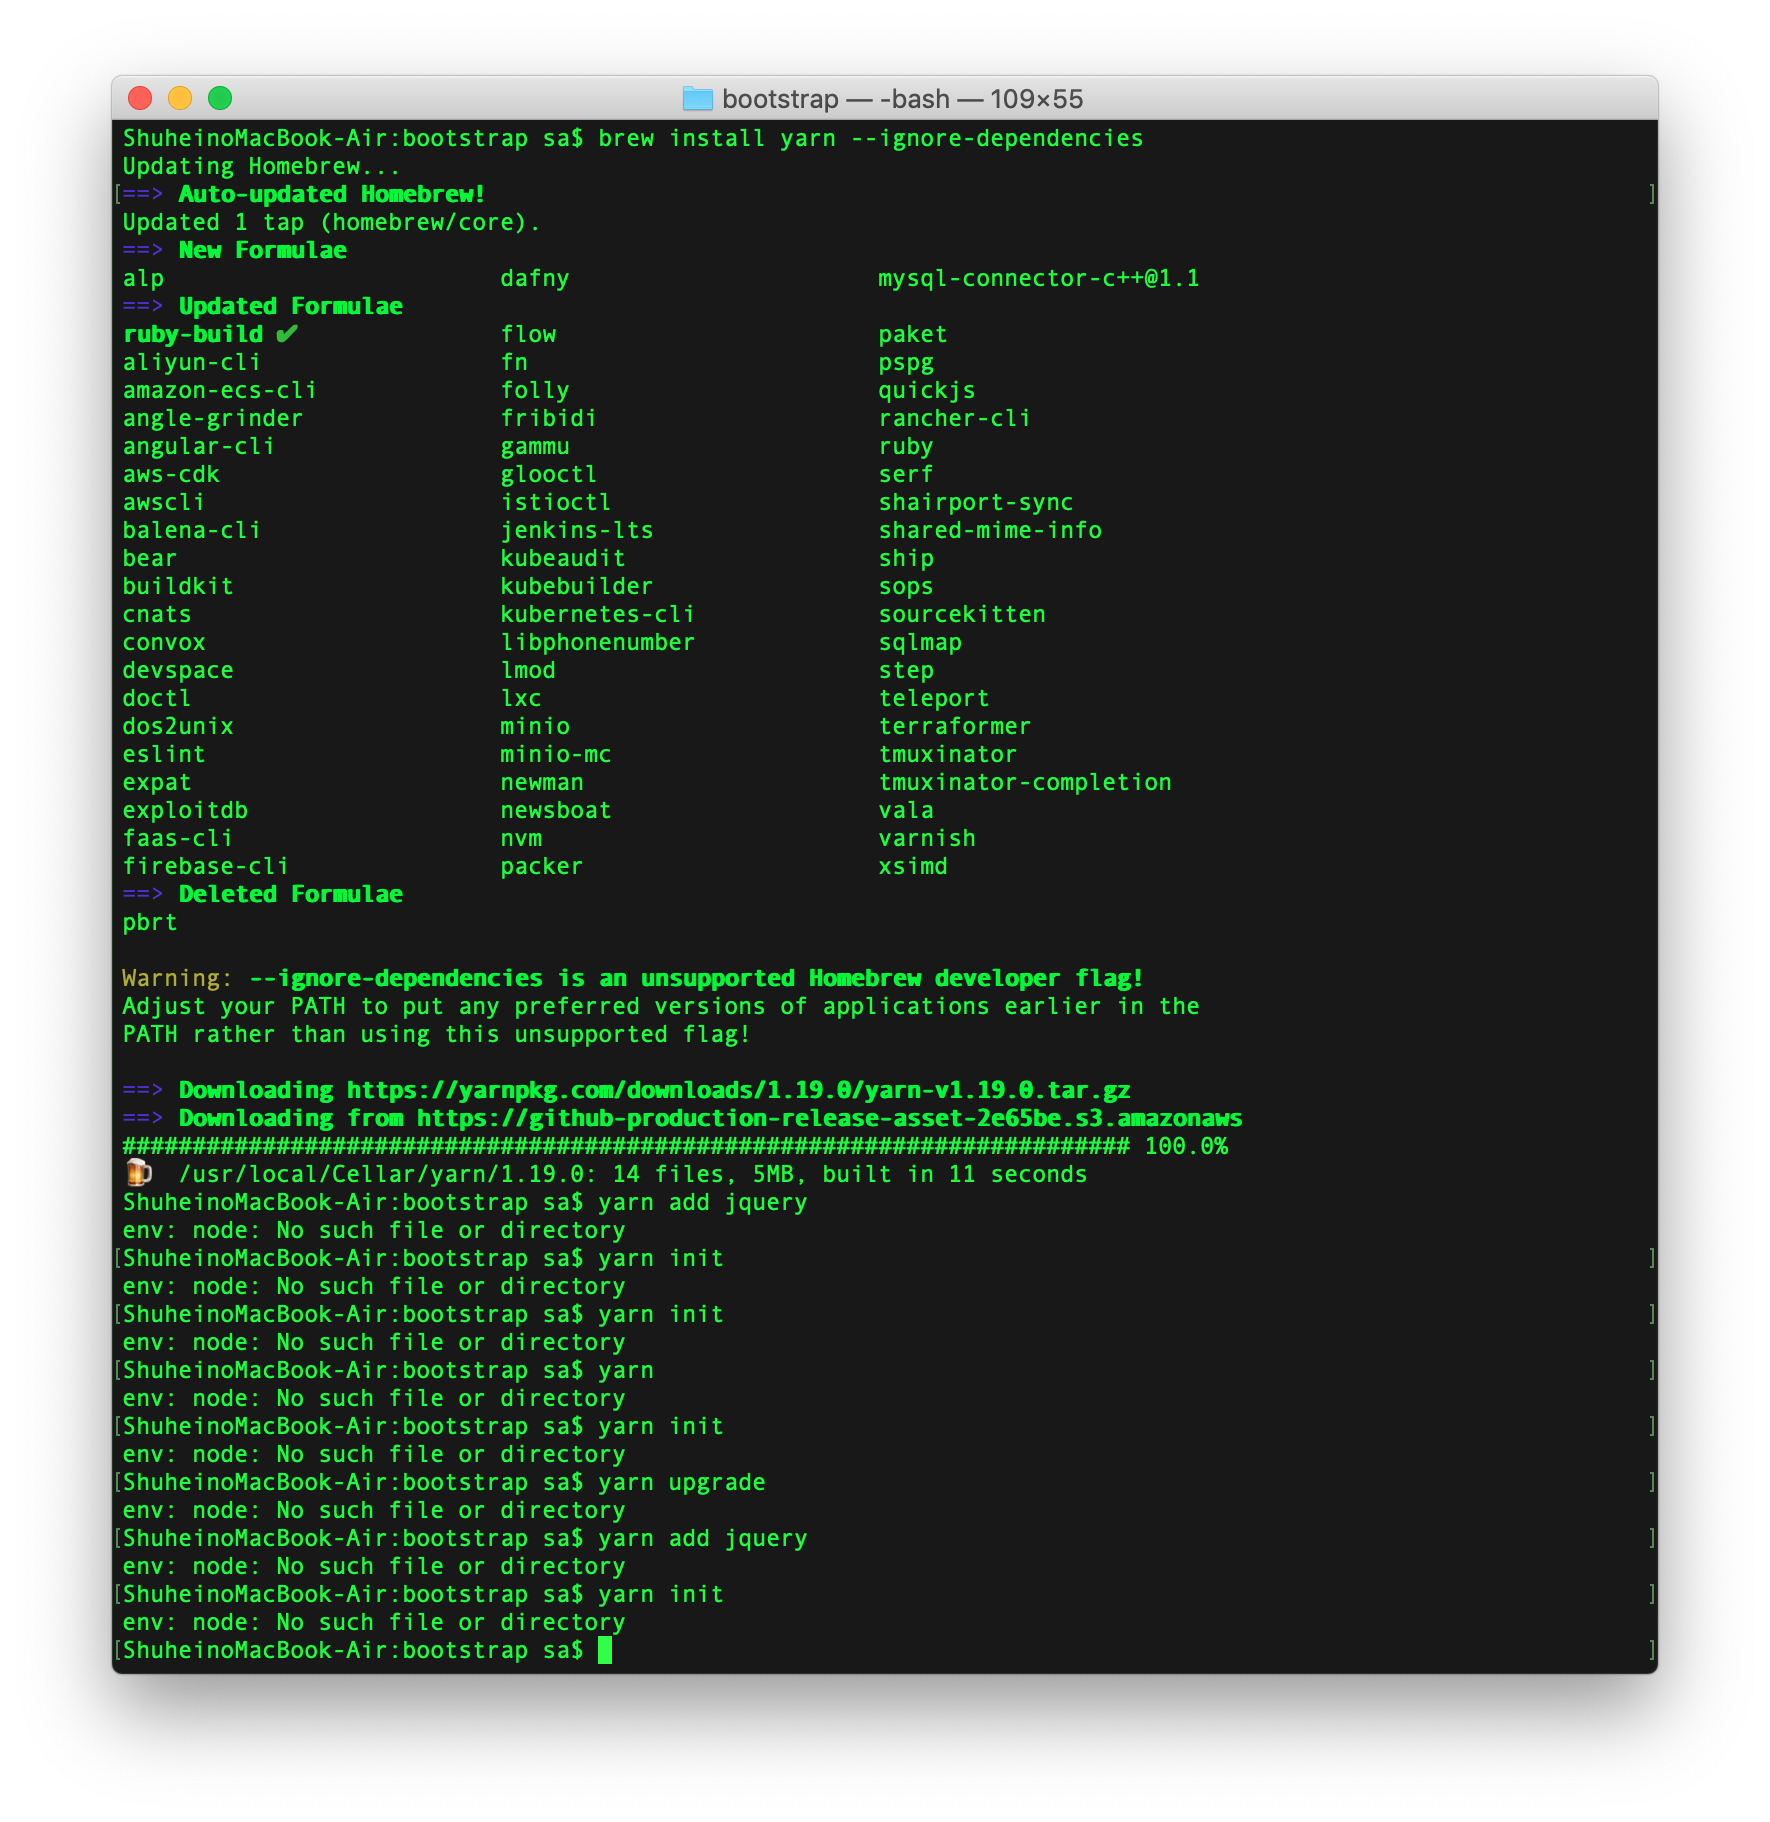 bootstrap — -bash — 109×55
ShuheinoMacBook-Air:bootstrap sa$ brew install yarn --ignore-dependencies
Updating Homebrew...
[==> Auto-updated Homebrew! ]
Updated 1 tap (homebrew/core).
==> New Formulae
alp dafny mysql-connector-c++@1.1
==> Updated Formulae
ruby-build ✔ flow paket
aliyun-cli fn pspg
amazon-ecs-cli folly quickjs
angle-grinder fribidi rancher-cli
angular-cli gammu ruby
aws-cdk glooctl serf
awscli istioctl shairport-sync
balena-cli jenkins-lts shared-mime-info
bear kubeaudit ship
buildkit kubebuilder sops
cnats kubernetes-cli sourcekitten
convox libphonenumber sqlmap
devspace lmod step
doctl lxc teleport
dos2unix minio terraformer
eslint minio-mc tmuxinator
expat newman tmuxinator-completion
exploitdb newsboat vala
faas-cli nvm varnish
firebase-cli packer xsimd
==> Deleted Formulae
pbrt
Warning: --ignore-dependencies is an unsupported Homebrew developer flag!
Adjust your PATH to put any preferred versions of applications earlier in the
PATH rather than using this unsupported flag!
==> Downloading https://yarnpkg.com/downloads/1.19.0/yarn-v1.19.0.tar.gz
==> Downloading from https://github-production-release-asset-2e65be.s3.amazonaws
######################################################################## 100.0%
🍺 /usr/local/Cellar/yarn/1.19.0: 14 files, 5MB, built in 11 seconds
ShuheinoMacBook-Air:bootstrap sa$ yarn add jquery
env: node: No such file or directory
[ShuheinoMacBook-Air:bootstrap sa$ yarn init ]
env: node: No such file or directory
[ShuheinoMacBook-Air:bootstrap sa$ yarn init ]
env: node: No such file or directory
[ShuheinoMacBook-Air:bootstrap sa$ yarn ]
env: node: No such file or directory
[ShuheinoMacBook-Air:bootstrap sa$ yarn init ]
env: node: No such file or directory
[ShuheinoMacBook-Air:bootstrap sa$ yarn upgrade ]
env: node: No such file or directory
[ShuheinoMacBook-Air:bootstrap sa$ yarn add jquery ]
env: node: No such file or directory
[ShuheinoMacBook-Air:bootstrap sa$ yarn init ]
env: node: No such file or directory
[ShuheinoMacBook-Air:bootstrap sa$ ]